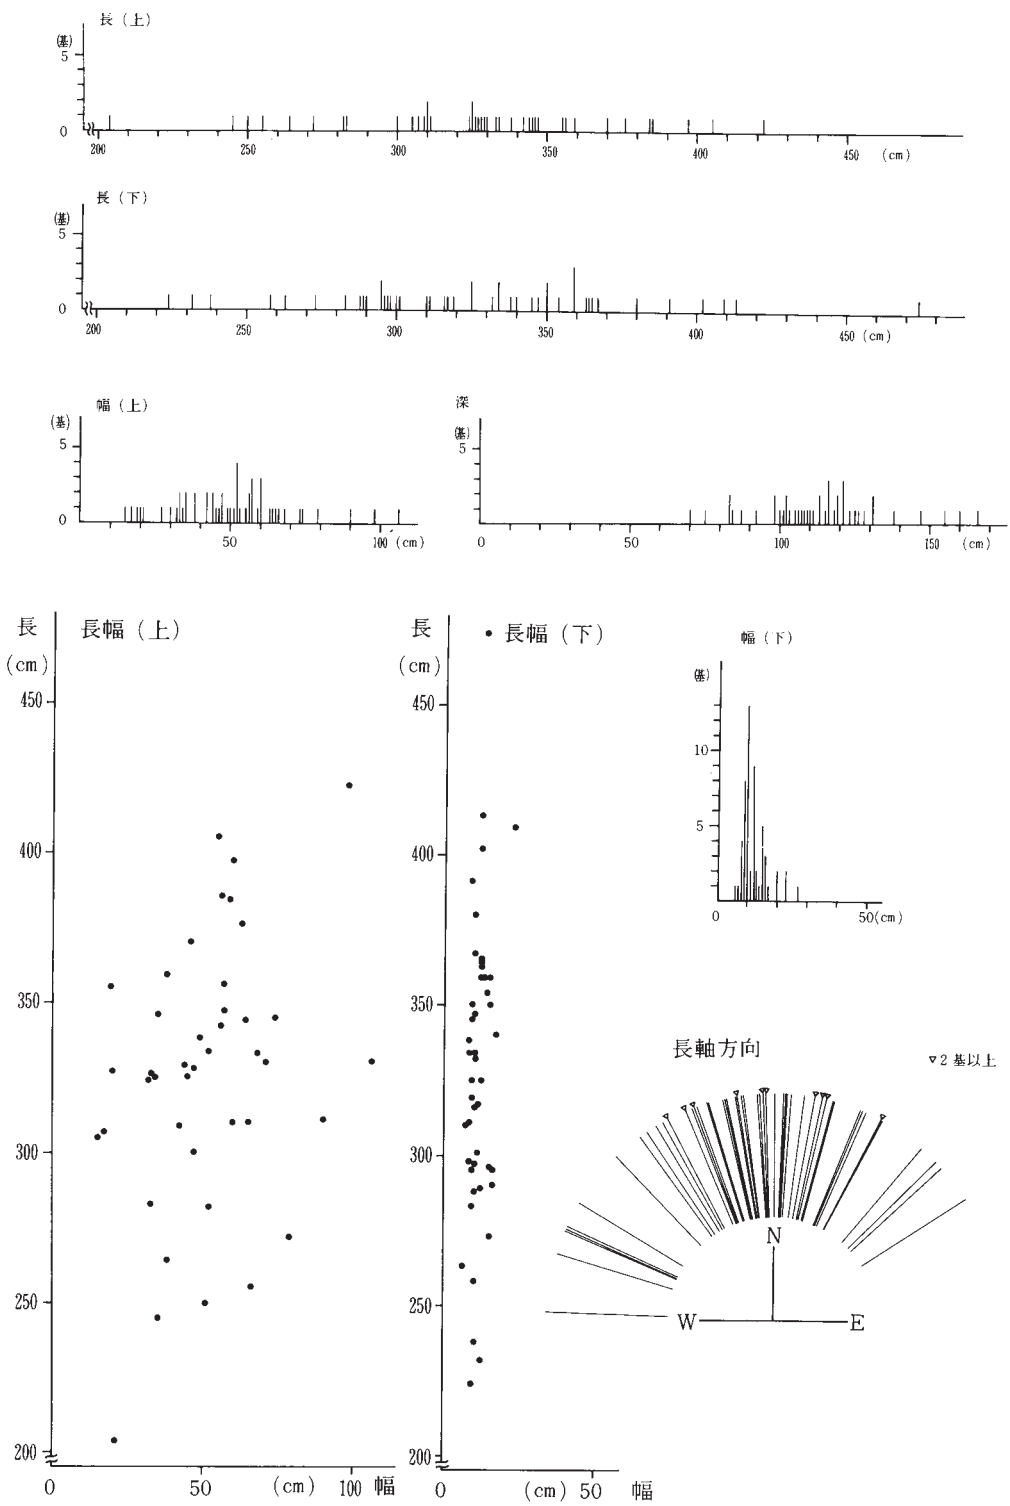 長（上）
（基）
5
0
200 250 300 350 400 450 （cm）
長（下）
（基）
5
0
200 250 300 350 400 450 （cm）
幅（上）
（基）
5
0
50 100（cm）
深
（基）
5
0 50 100 150 （cm）
長 長幅（上）
（cm）
450
400
350
300
250
200
0 50 （cm） 100 幅
長 長幅（下）
（cm）
450
400
350
300
250
200
0 （cm） 50 幅
幅（下）
（基）
10
5
0 50（cm）
長軸方向
▽2基以上
N
W E